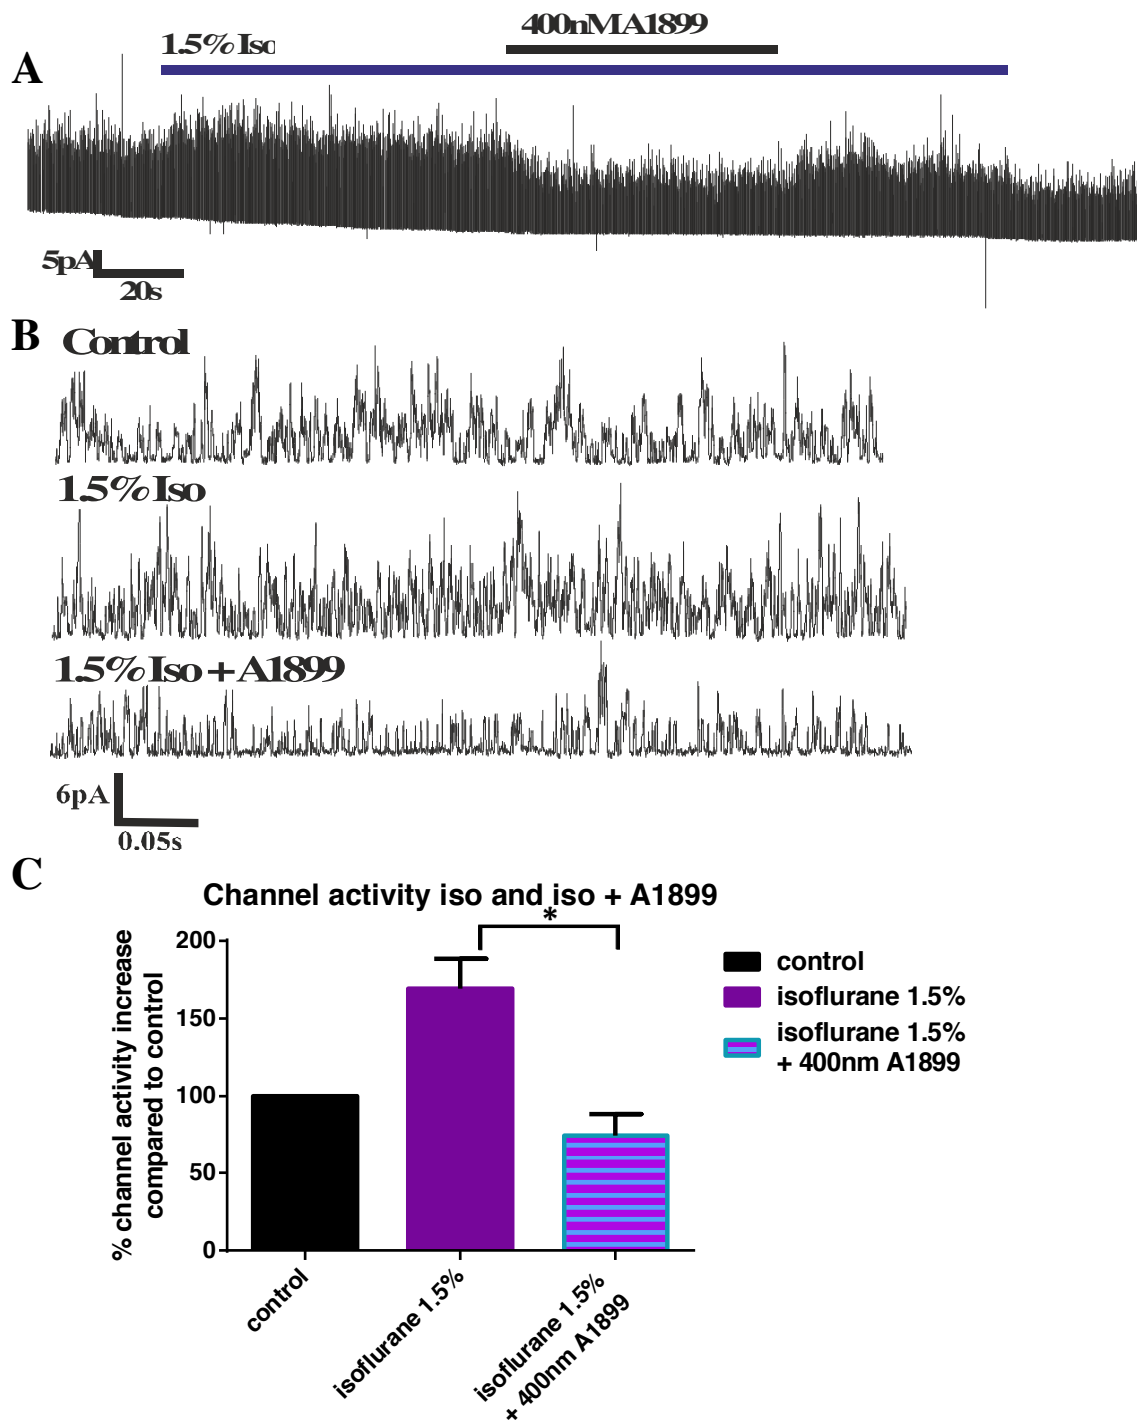 400nMA1899
1.5% Iso
A
5pA
20s
B
Control
1.5% Iso
1.5% Iso + A1899
6pA
0.05s
C
Channel activity iso and iso + A1899
*
% channel activity increase
compared to control
200
150
100
50
0
control
isoflurane 1.5%
isoflurane 1.5%
+ 400nm A1899
control
isoflurane 1.5%
isoflurane 1.5%
+ 400nm A1899